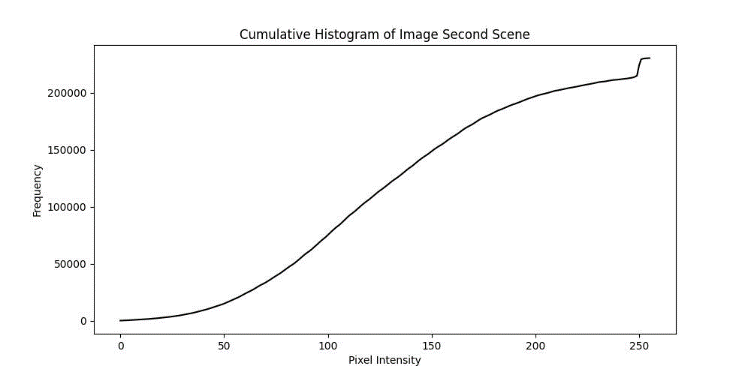 Cumulative Histogram of Image Second Scene
200000
150000
100000
50000
0
Frequency
0 50 100 150 200 250
Pixel Intensity